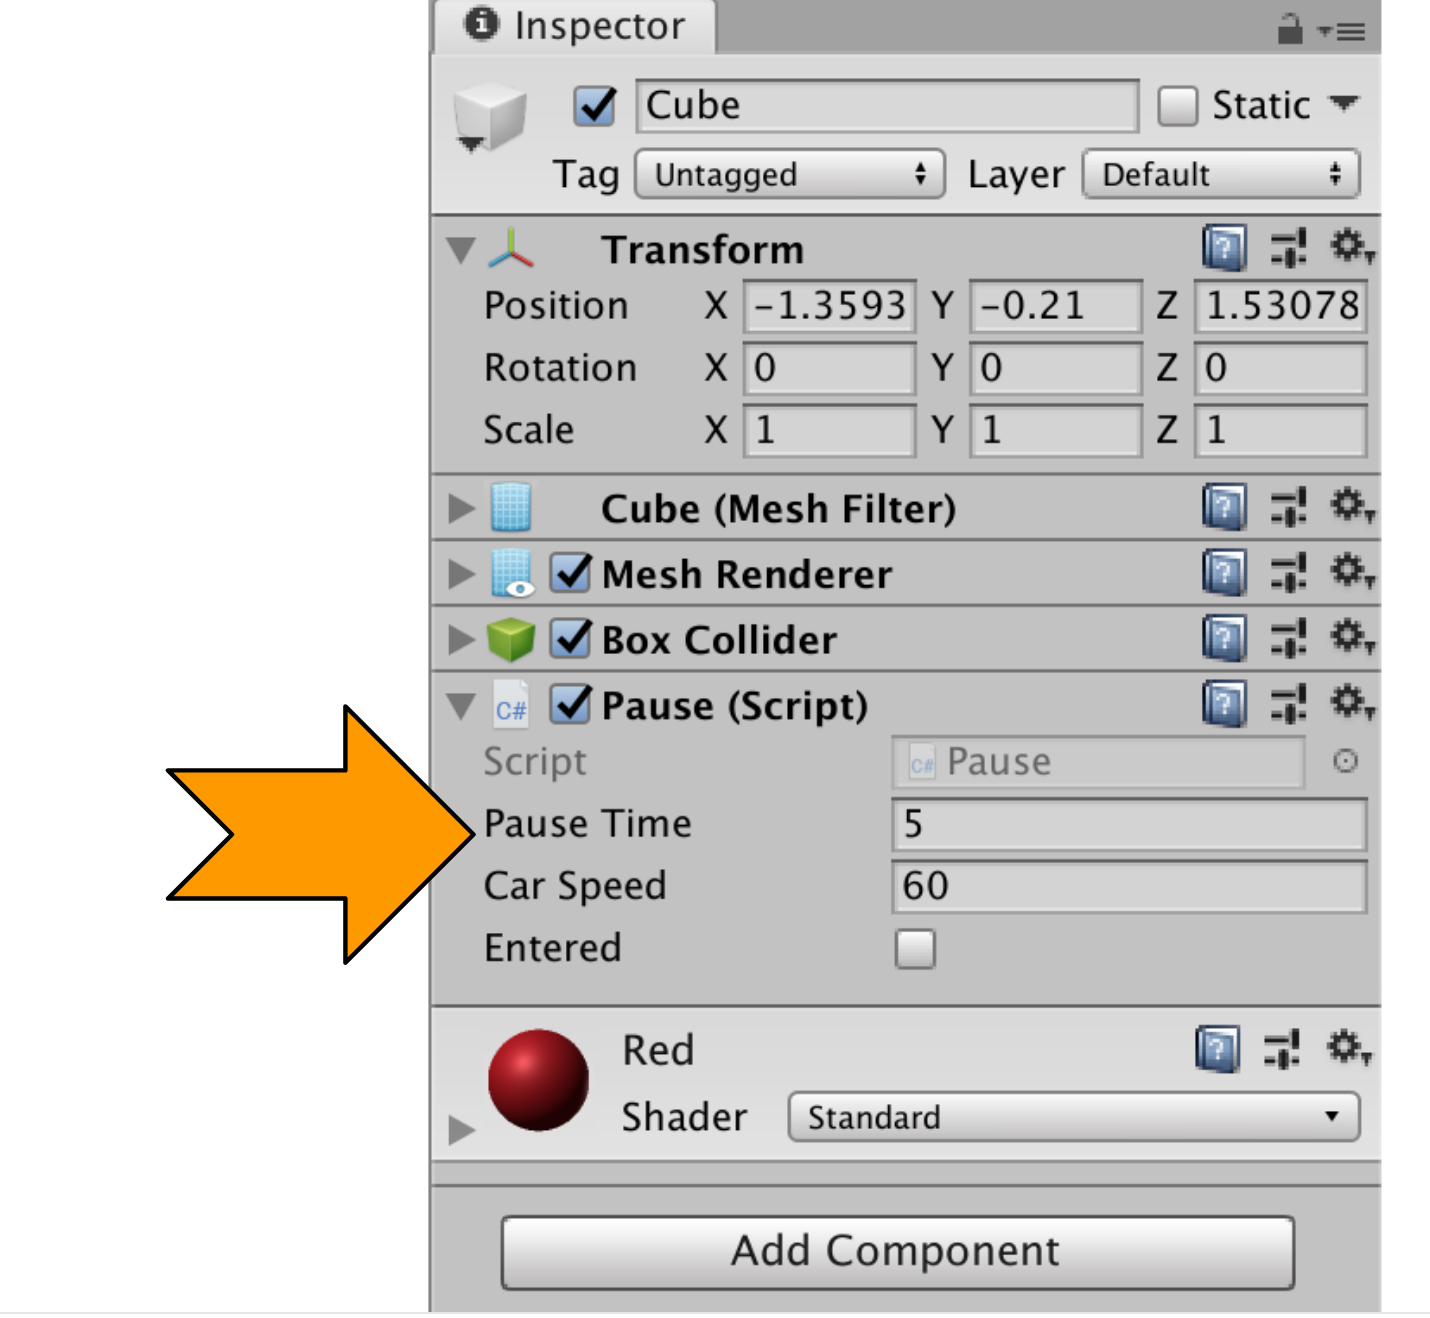 Inspector
Cube Static
Tag Untagged Layer Default
Transform
Position X -1.3593 Y -0.21 Z 1.53078
Rotation X 0 Y 0 Z 0
Scale X 1 Y 1 Z 1
Cube (Mesh Filter)
Mesh Renderer
Box Collider
C# Pause (Script)
Script c# Pause
Pause Time 5
Car Speed 60
Entered
Red
Shader Standard
Add Component